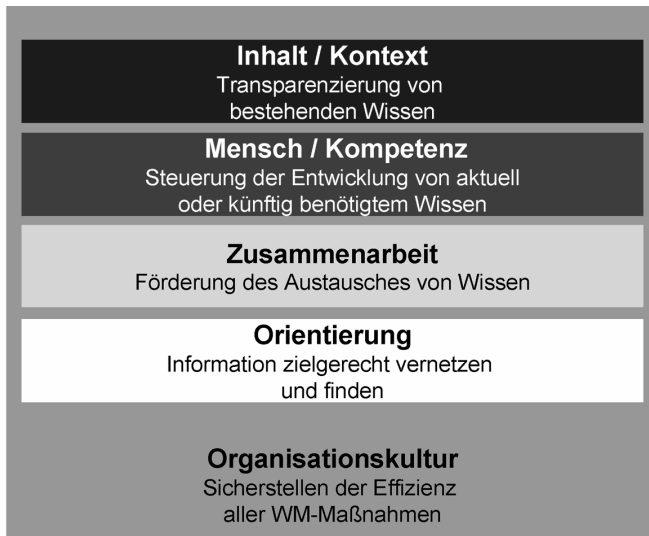 Inhalt / Kontext
Transparenzierung von
bestehenden Wissen
Mensch / Kompetenz
Steuerung der Entwicklung von aktuell
oder künftig benötigtem Wissen
Zusammenarbeit
Förderung des Austausches von Wissen
Orientierung
Information zielgerecht vernetzen
und finden
Organisationskultur
Sicherstellen der Effizienz
aller WM-Maßnahmen